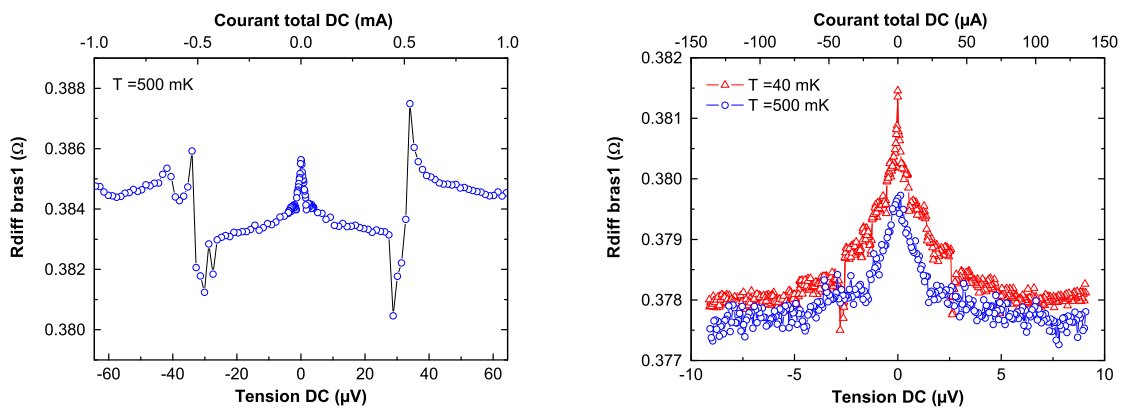 Courant total DC (mA)
-1.0 -0.5 0.0 0.5 1.0
T =500 mK
0.388
0.386
0.384
0.382
0.380
Rdiff bras1 (Ω)
-60 -40 -20 0 20 40 60
Tension DC (µV)
Courant total DC (µA)
-150 -100 -50 0 50 100 150
T =40 mK
T =500 mK
0.382
0.381
0.380
0.379
0.378
0.377
Rdiff bras1 (Ω)
-10 -5 0 5 10
Tension DC (µV)